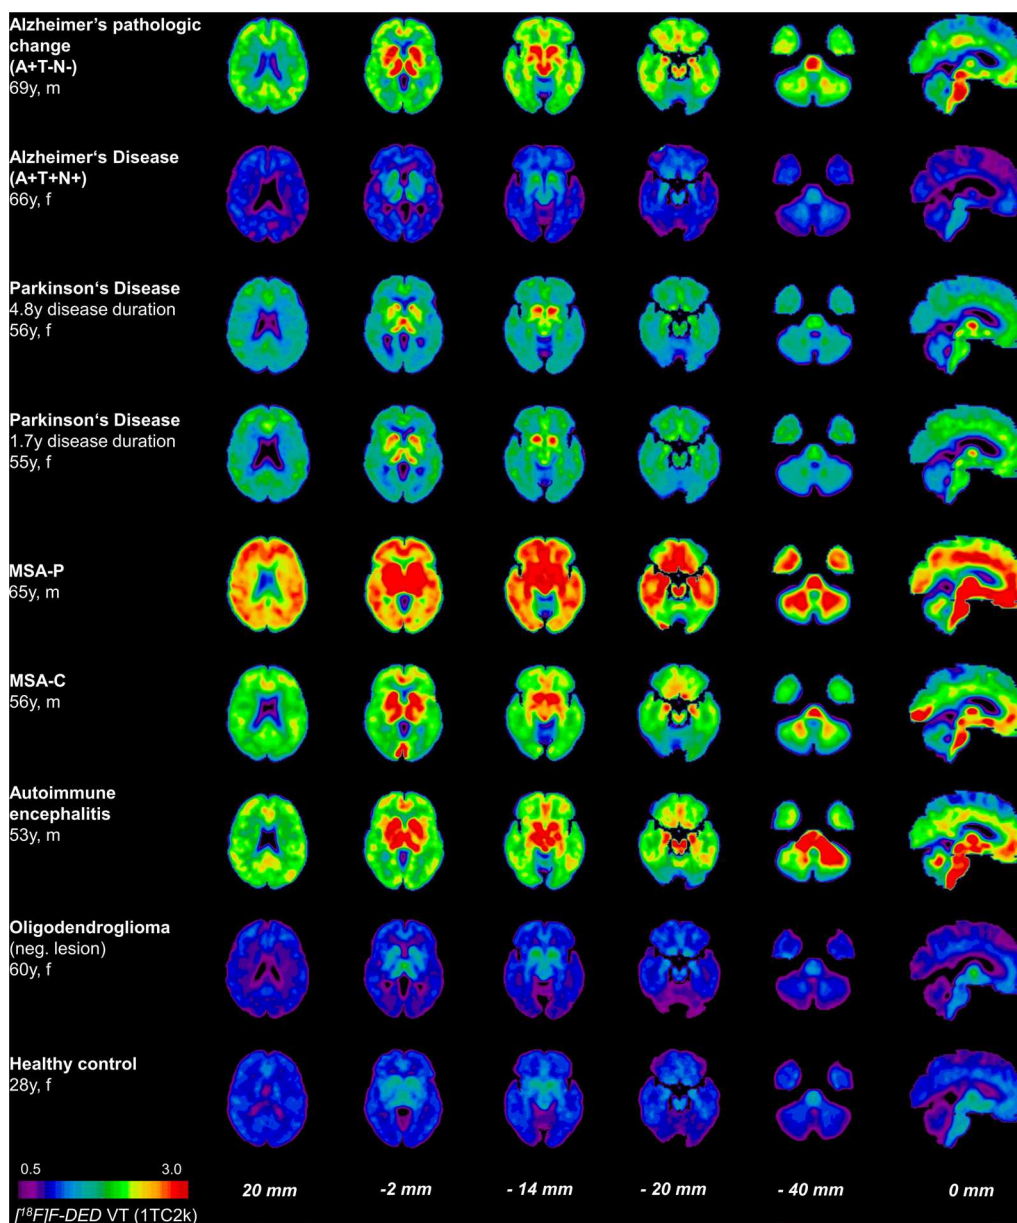 Alzheimer's pathologic
change
(A+T-N-)
69y, m
Alzheimer‘s Disease
(A+T+N+)
66y, f
Parkinson‘s Disease
4.8y disease duration
56y, f
Parkinson‘s Disease
1.7y disease duration
55y, f
MSA-P
65y, m
MSA-C
56y, m
Autoimmune
encephalitis
53y, m
Oligodendroglioma
(neg. lesion)
60y, f
Healthy control
28y, f
0.5 3.0
20 mm -2 mm - 14 mm - 20 mm - 40 mm 0 mm
[¹⁸F]F-DED VT (1TC2k)